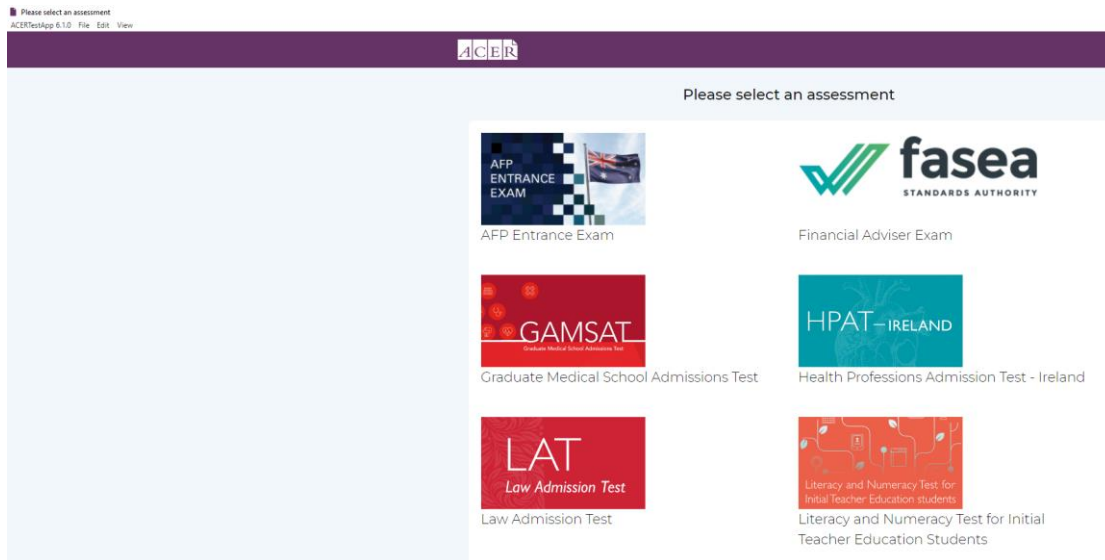 Please select an assessment
ACERTestApp 6.1.0 File Edit View
ACER
Please select an assessment
AFP
ENTRANCE
EXAM
AFP Entrance Exam
fasea
STANDARDS AUTHORITY
Financial Adviser Exam
GAMSAT
Graduate Medical School Admissions Test
Graduate Medical School Admissions Test
HPAT–IRELAND
Health Professions Admission Test - Ireland
LAT
Law Admission Test
Law Admission Test
Literacy and Numeracy Test for
Initial Teacher Education students
Literacy and Numeracy Test for Initial
Teacher Education Students